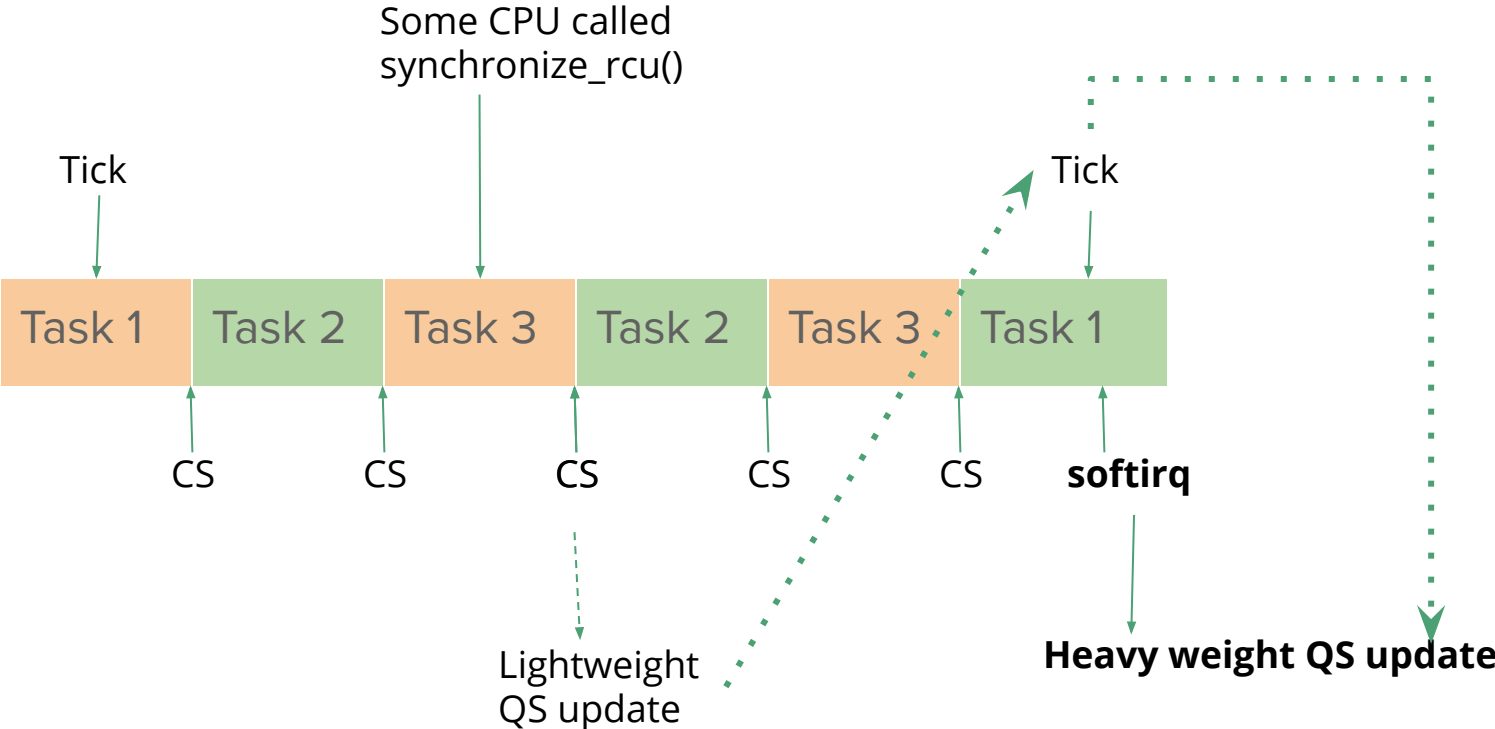 Some CPU called
synchronize_rcu()
Tick
Tick
Task 1
Task 2
Task 3
Task 2
Task 3
Task 1
CS
CS
CS
CS
CS
softirq
Lightweight
QS update
Heavy weight QS update